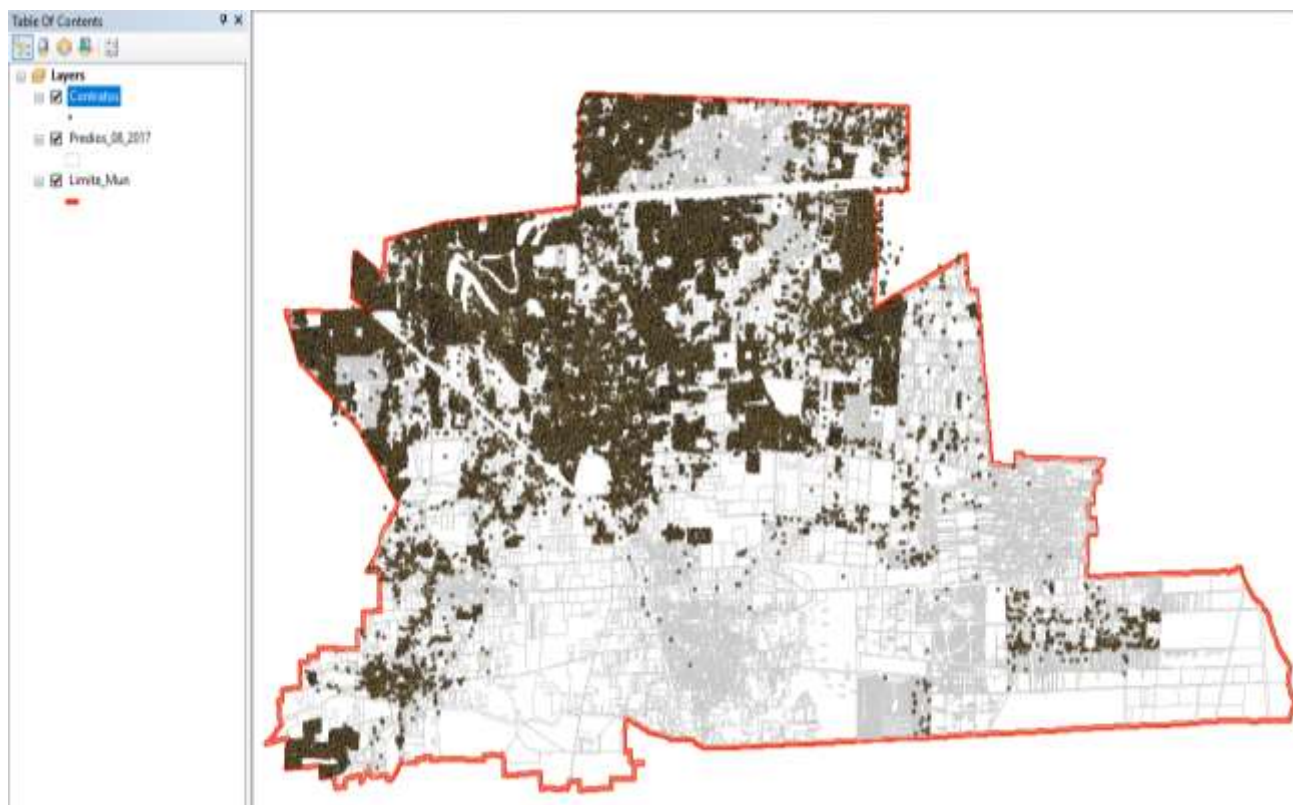 Table Of Contents
Layers
Contratos
Predios_08_2017
Limite_Mun